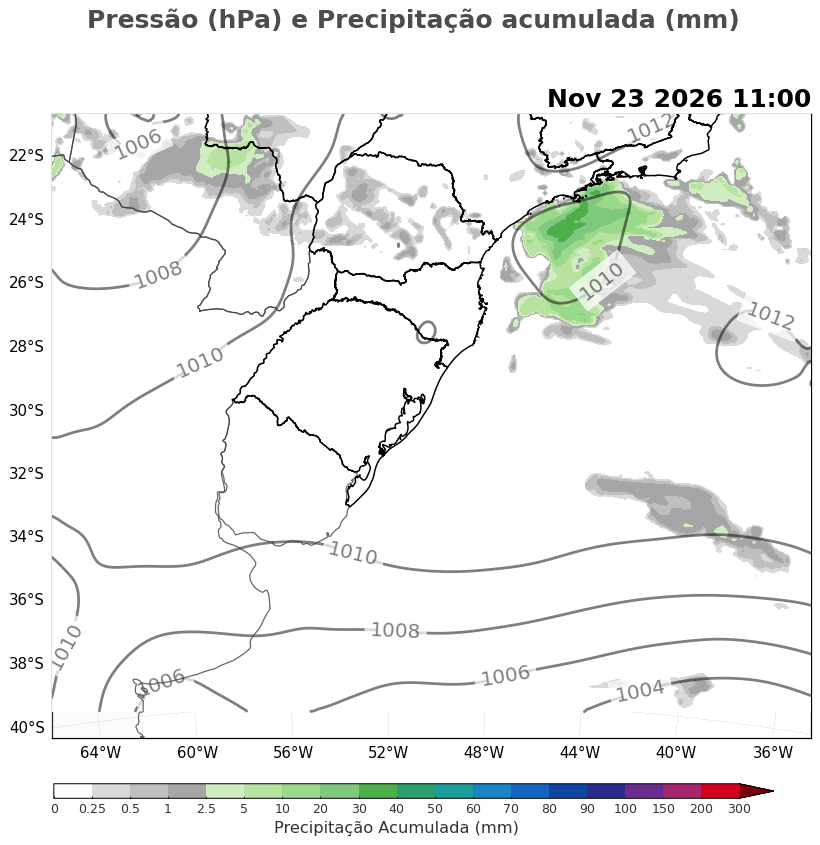 Pressão (hPa) e Precipitação acumulada (mm)
Nov 23 2026 11:00
1006
1012
22°S
24°S
1008
26°S
1010
1012
28°S
1010
30°S
32°S
34°S
1010
36°S
1008
1010
38°S
1006
1006
1004
40°S
64°W 60°W 56°W 52°W 48°W 44°W 40°W 36°W
0 0.25 0.5 1 2.5 5 10 20 30 40 50 60 70 80 90 100 150 200 300
Precipitação Acumulada (mm)